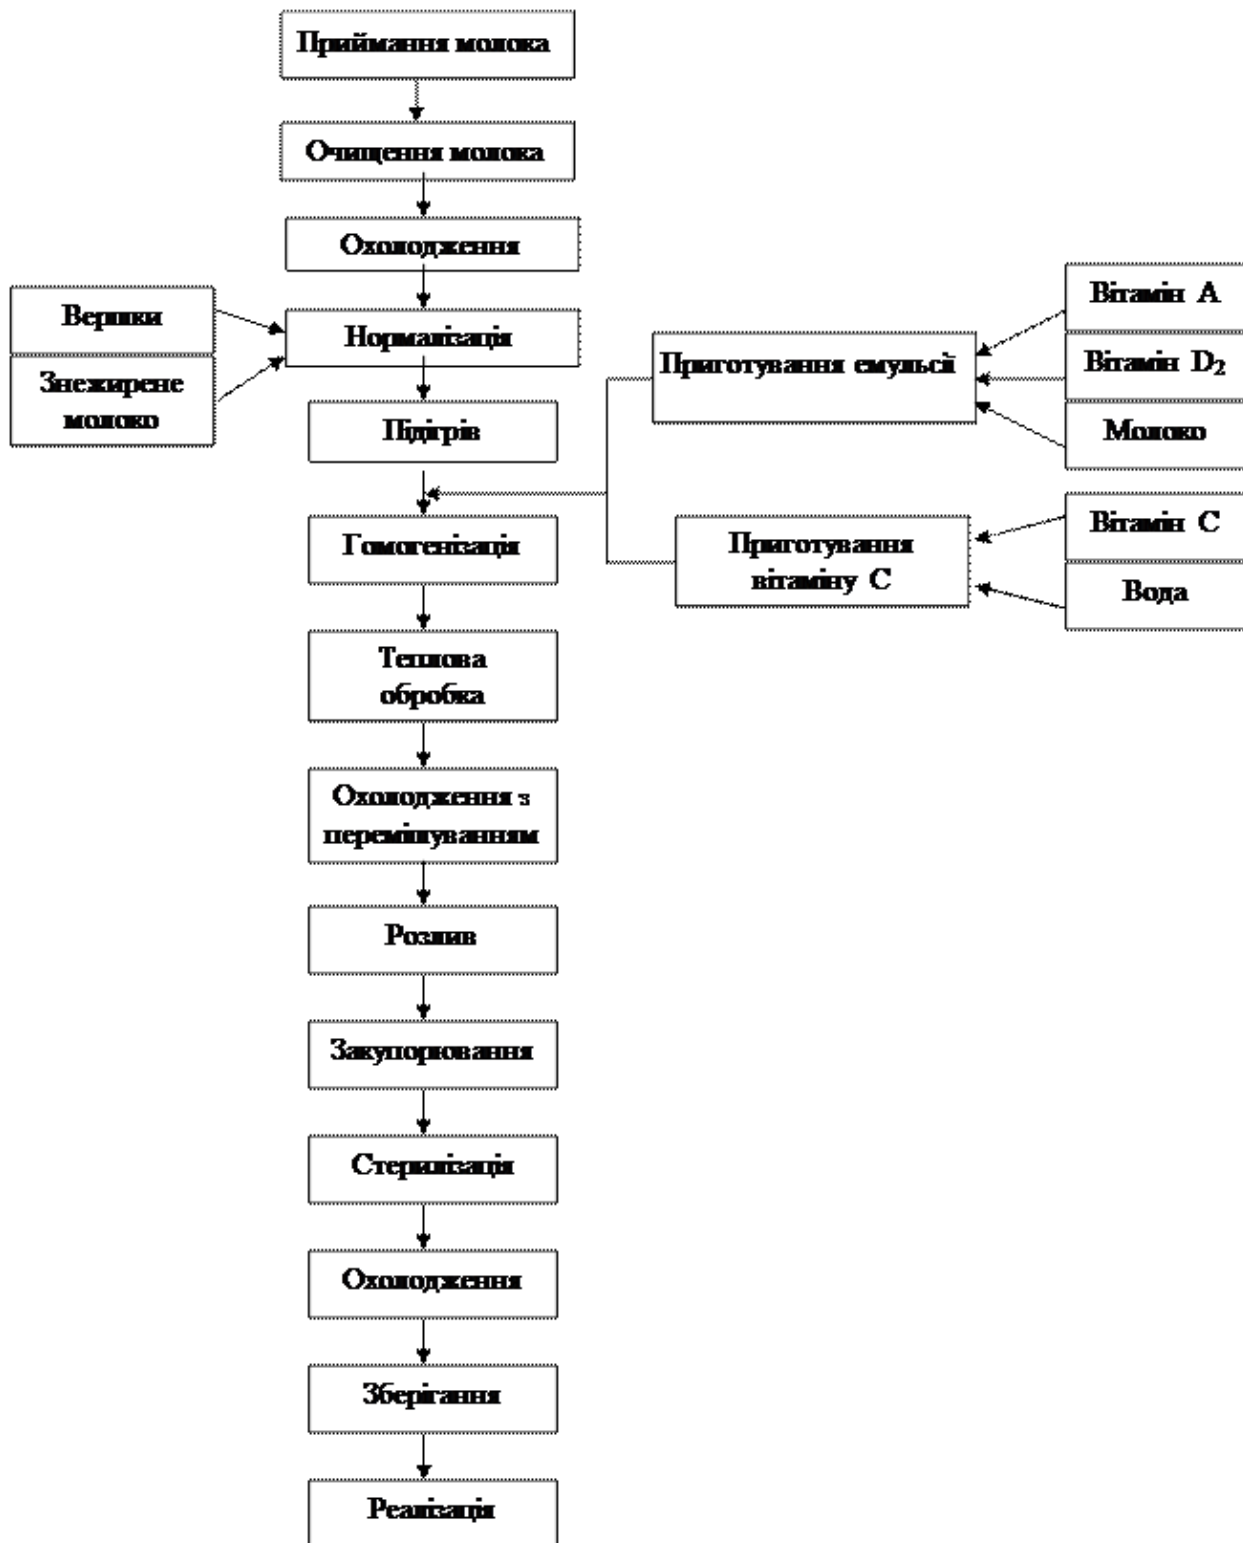 Приймання молока
Очищення молока
Охолодження
Вершки
Знежирене
молоко
Нормалізація
Підігрів
Приготування емульсії
Вітамін А
Вітамін D₂
Молоко
Приготування
вітаміну С
Вітамін С
Вода
Гомогенізація
Теплова
обробка
Охолодження з
перемішуванням
Розлив
Закупорювання
Стерилізація
Охолодження
Зберігання
Реалізація